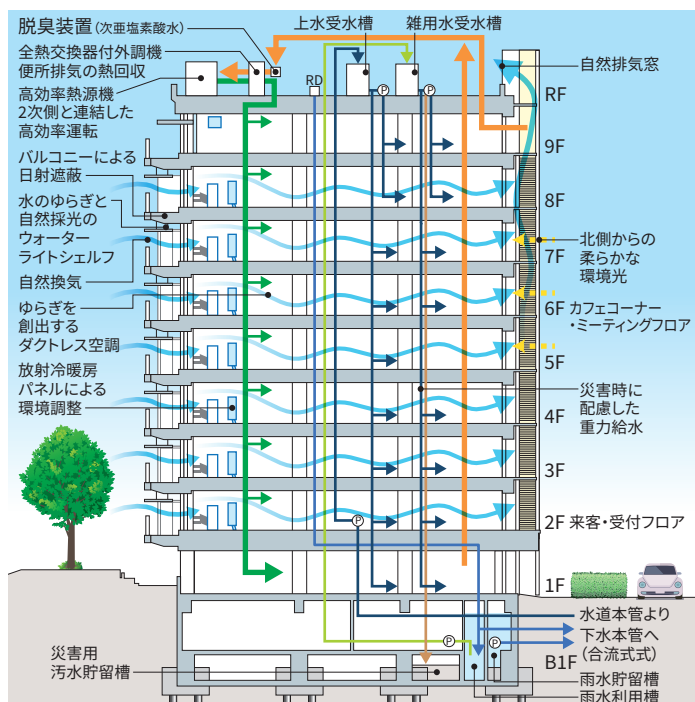 脱臭装置(次亜塩素酸水)
全熱交換器付外調機
便所排気の熱回収
高効率熱源機
2次側と連結した
高効率運転
バルコニーによる
日射遮蔽
水のゆらぎと
自然採光の
ウォーター
ライトシェルフ
自然換気
ゆらぎを
創出する
ダクトレス空調
放射冷暖房
パネルによる
環境調整
災害用
汚水貯留槽
上水受水槽
雑用水受水槽
RD
P
P
P
P
P
自然排気窓
RF
9F
8F
7F
北側からの
柔らかな
環境光
6F カフェコーナー
・ミーティングフロア
5F
災害時に
配慮した
重力給水
4F
3F
2F 来客・受付フロア
1F
水道本管より
下水本管へ
(合流式式)
B1F
雨水貯留槽
雨水利用槽